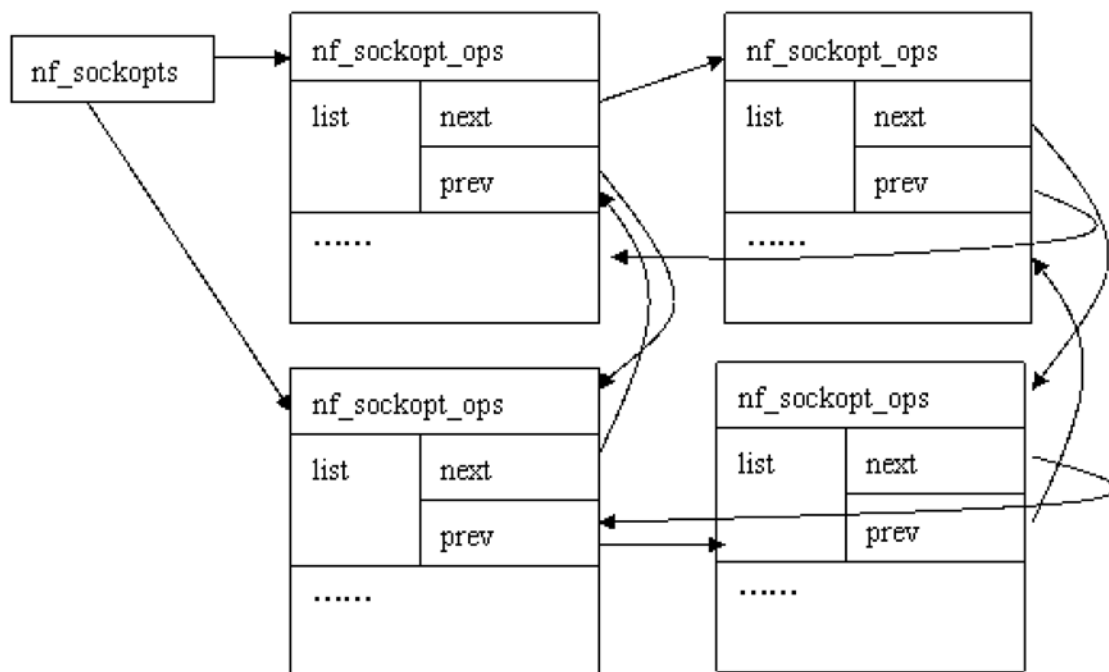 nf_sockopts
nf_sockopt_ops
list
next
prev
......
nf_sockopt_ops
list
next
prev
......
nf_sockopt_ops
list
next
prev
......
nf_sockopt_ops
list
next
prev
......